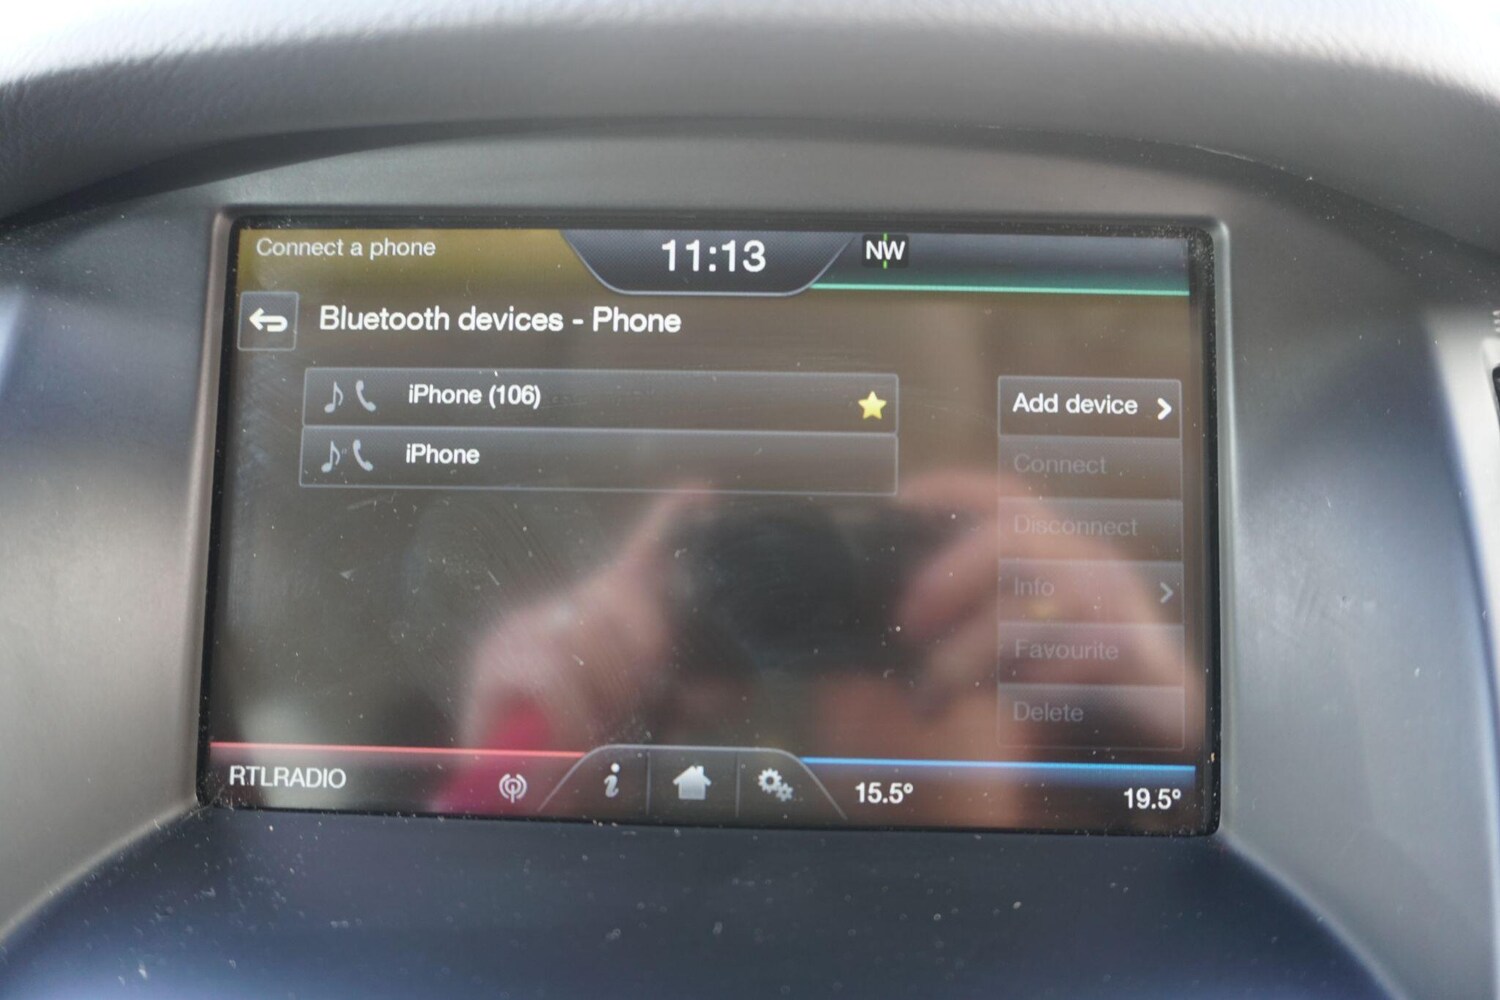 Connect a phone
11:13
NW
Bluetooth devices - Phone
iPhone (106)
iPhone
Add device
Connect
Disconnect
Info
Favourite
Delete
RTLRADIO
i
15.5°
19.5°